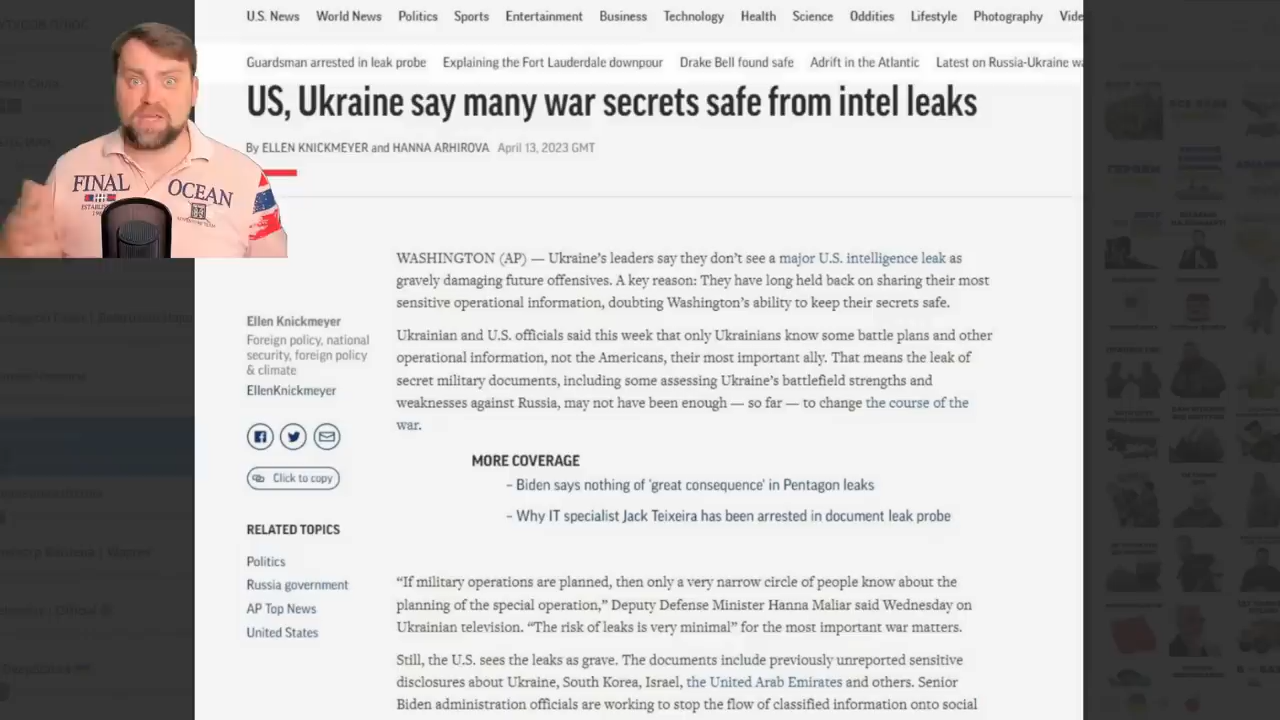 U.S. News World News Politics Sports Entertainment Business Technology Health Science Oddities Lifestyle Photography Vide
Guardsman arrested in leak probe Explaining the Fort Lauderdale downpour Drake Bell found safe Adrift in the Atlantic Latest on Russia-Ukraine wa
US, Ukraine say many war secrets safe from intel leaks
By ELLEN KNICKMEYER and HANNA ARHIROVA April 13, 2023 GMT
FINAL OCEAN
ESTABLIS
WASHINGTON (AP) — Ukraine's leaders say they don't see a major U.S. intelligence leak as
gravely damaging future offensives. A key reason: They have long held back on sharing their most
sensitive operational information, doubting Washington's ability to keep their secrets safe.
Ellen Knickmeyer
Foreign policy, national
security, foreign policy
& climate
EllenKnickmeyer
Click to copy
RELATED TOPICS
Politics
Russia government
AP Top News
United States
Ukrainian and U.S. officials said this week that only Ukrainians know some battle plans and other
operational information, not the Americans, their most important ally. That means the leak of
secret military documents, including some assessing Ukraine's battlefield strengths and
weaknesses against Russia, may not have been enough — so far — to change the course of the
war.
MORE COVERAGE
– Biden says nothing of 'great consequence' in Pentagon leaks
– Why IT specialist Jack Teixeira has been arrested in document leak probe
“If military operations are planned, then only a very narrow circle of people know about the
planning of the special operation,” Deputy Defense Minister Hanna Maliar said Wednesday on
Ukrainian television. “The risk of leaks is very minimal” for the most important war matters.
Still, the U.S. sees the leaks as grave. The documents include previously unreported sensitive
disclosures about Ukraine, South Korea, Israel, the United Arab Emirates and others. Senior
Biden administration officials are working to stop the flow of classified information onto social